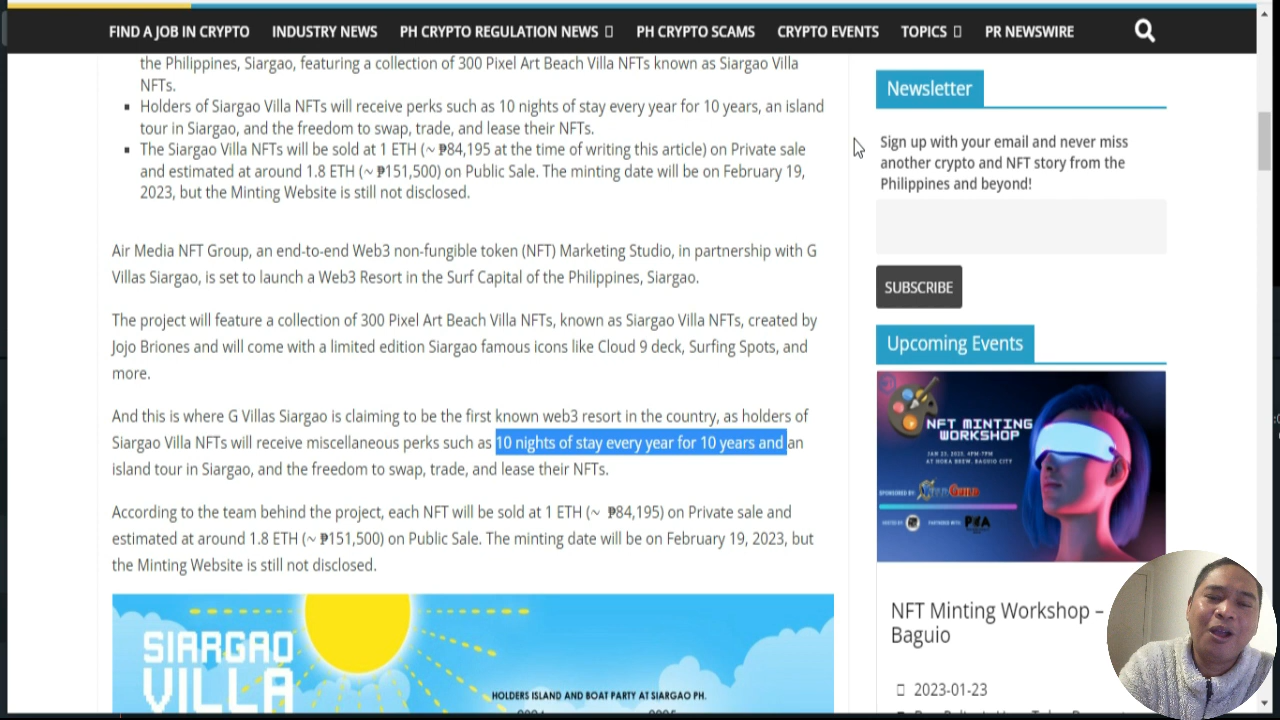 FIND A JOB IN CRYPTO INDUSTRY NEWS PH CRYPTO REGULATION NEWS PH CRYPTO SCAMS CRYPTO EVENTS TOPICS PR NEWSWIRE
the Philippines, Siargao, featuring a collection of 300 Pixel Art Beach Villa NFTs known as Siargao Villa
NFTs.
Holders of Siargao Villa NFTs will receive perks such as 10 nights of stay every year for 10 years, an island
tour in Siargao, and the freedom to swap, trade, and lease their NFTs.
The Siargao Villa NFTs will be sold at 1 ETH (~ ₱84,195 at the time of writing this article) on Private sale
and estimated at around 1.8 ETH (~ ₱151,500) on Public Sale. The minting date will be on February 19,
2023, but the Minting Website is still not disclosed.
Air Media NFT Group, an end-to-end Web3 non-fungible token (NFT) Marketing Studio, in partnership with G
Villas Siargao, is set to launch a Web3 Resort in the Surf Capital of the Philippines, Siargao.
The project will feature a collection of 300 Pixel Art Beach Villa NFTs, known as Siargao Villa NFTs, created by
Jojo Briones and will come with a limited edition Siargao famous icons like Cloud 9 deck, Surfing Spots, and
more.
And this is where G Villas Siargao is claiming to be the first known web3 resort in the country, as holders of
Siargao Villa NFTs will receive miscellaneous perks such as 10 nights of stay every year for 10 years and an
island tour in Siargao, and the freedom to swap, trade, and lease their NFTs.
According to the team behind the project, each NFT will be sold at 1 ETH (~ ₱84,195) on Private sale and
estimated at around 1.8 ETH (~ ₱151,500) on Public Sale. The minting date will be on February 19, 2023, but
the Minting Website is still not disclosed.
SIARGAO
VILLA
HOLDERS ISLAND AND BOAT PARTY AT SIARGAO PH.
Newsletter
Sign up with your email and never miss
another crypto and NFT story from the
Philippines and beyond!
SUBSCRIBE
Upcoming Events
NFT MINTING
WORKSHOP
JAN 23, 2023, 4PM-7PM
AT HOKA BREW, BAGUIO CITY
SPONSORED BY
HOSTED BY PARTNERED WITH
NFT Minting Workshop –
Baguio
2023-01-23